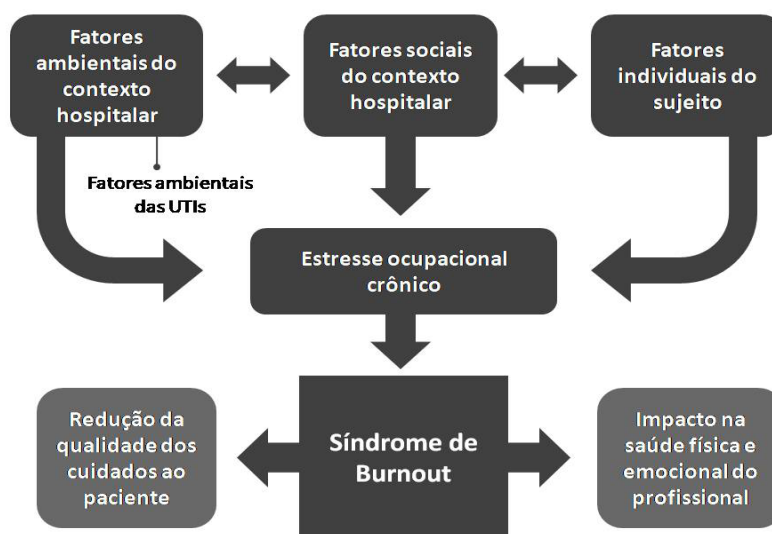 Fatores
ambientais do
contexto
hospitalar
Fatores sociais
do contexto
hospitalar
Fatores
individuais do
sujeito
Fatores ambientais
das UTIs
Estresse ocupacional
crônico
Redução da
qualidade dos
cuidados ao
paciente
Síndrome de
Burnout
Impacto na
saúde física e
emocional do
profissional